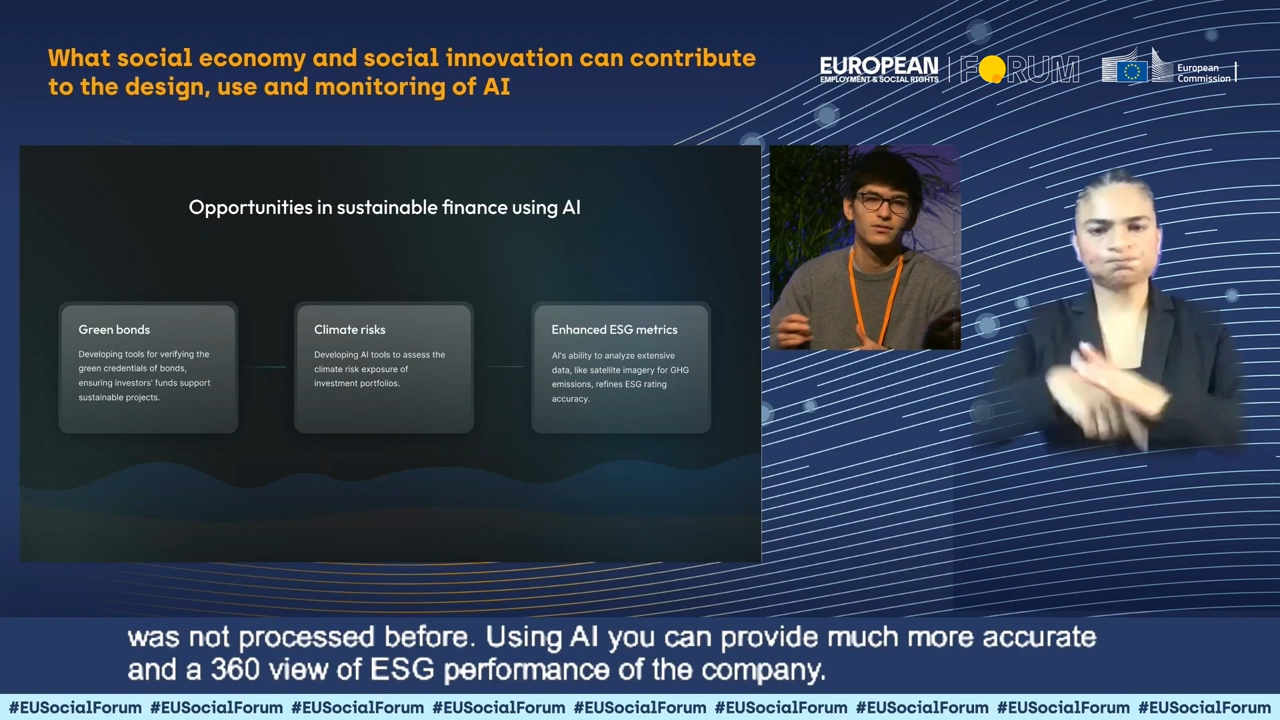 What social economy and social innovation can contribute
to the design, use and monitoring of AI
EUROPEAN
EMPLOYMENT & SOCIAL RIGHTS
FORUM
European
Commission
Opportunities in sustainable finance using AI
Green bonds
Developing tools for verifying the
green credentials of bonds,
ensuring investors' funds support
sustainable projects.
Climate risks
Developing AI tools to assess the
climate risk exposure of
investment portfolios.
Enhanced ESG metrics
AI's ability to analyze extensive
data, like satellite imagery for GHG
emissions, refines ESG rating
accuracy.
was not processed before. Using AI you can provide much more accurate
and a 360 view of ESG performance of the company.
#EUSocialForum #EUSocialForum #EUSocialForum #EUSocialForum #EUSocialForum #EUSocialForum #EUSocialForum #EUSocialForum #EUSocialForum